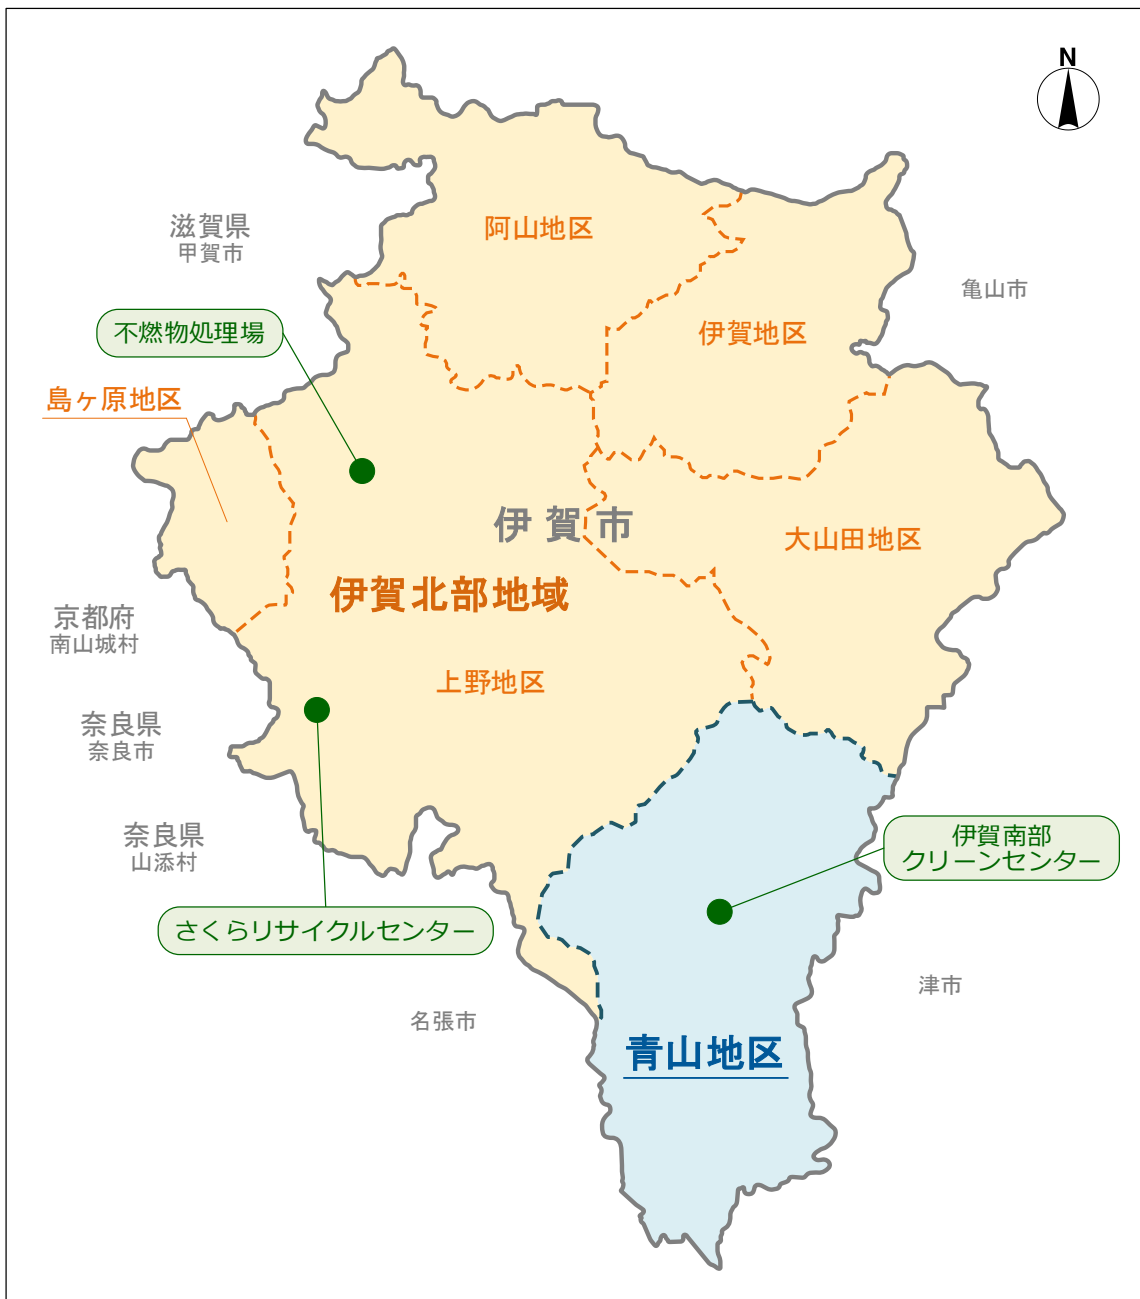 N
滋賀県
甲賀市
阿山地区
亀山市
不燃物処理場
伊賀地区
島ヶ原地区
伊賀市
大山田地区
伊賀北部地域
京都府
南山城村
上野地区
奈良県
奈良市
奈良県
山添村
伊賀南部
クリーンセンター
さくらリサイクルセンター
津市
名張市
青山地区